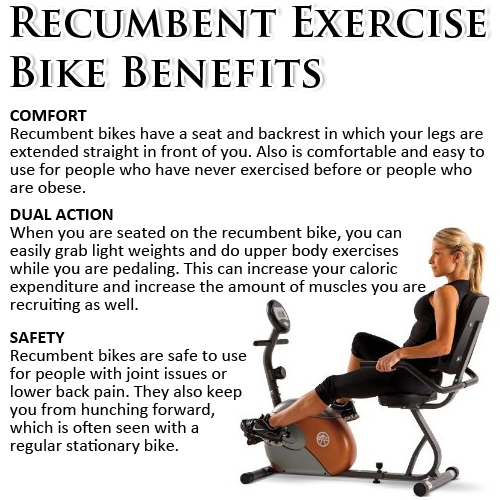 RECUMBENT EXERCISE
BIKE BENEFITS
COMFORT
Recumbent bikes have a seat and backrest in which your legs are
extended straight in front of you. Also is comfortable and easy to
use for people who have never exercised before or people who
are obese.
DUAL ACTION
When you are seated on the recumbent bike, you can
easily grab light weights and do upper body exercises
while you are pedaling. This can increase your caloric
expenditure and increase the amount of muscles you are
recruiting as well.
SAFETY
Recumbent bikes are safe to use
for people with joint issues or
lower back pain. They also keep
you from hunching forward,
which is often seen with a
regular stationary bike.